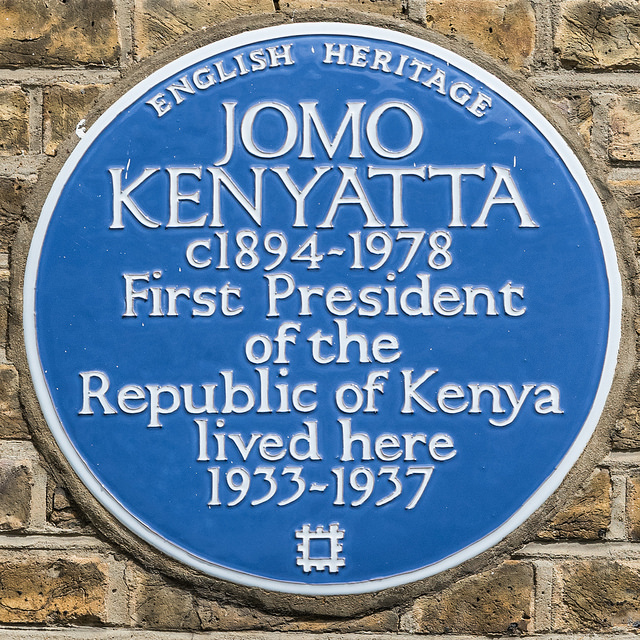 ENGLISH HERITAGE
JOMO
KENYATTA
c1894-1978
First President
of the
Republic of Kenya
lived here
1933-1937